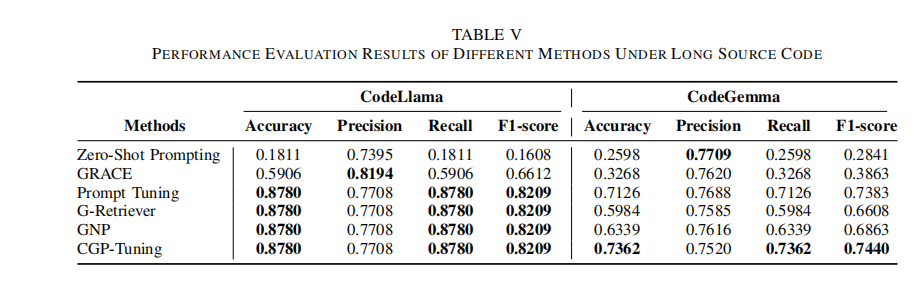 TABLE V
PERFORMANCE EVALUATION RESULTS OF DIFFERENT METHODS UNDER LONG SOURCE CODE
CodeLlama CodeGemma
Methods Accuracy Precision Recall F1-score Accuracy Precision Recall F1-score
Zero-Shot Prompting 0.1811 0.7395 0.1811 0.1608 0.2598 0.7709 0.2598 0.2841
GRACE 0.5906 0.8194 0.5906 0.6612 0.3268 0.7620 0.3268 0.3863
Prompt Tuning 0.8780 0.7708 0.8780 0.8209 0.7126 0.7688 0.7126 0.7383
G-Retriever 0.8780 0.7708 0.8780 0.8209 0.5984 0.7585 0.5984 0.6608
GNP 0.8780 0.7708 0.8780 0.8209 0.6339 0.7616 0.6339 0.6863
CGP-Tuning 0.8780 0.7708 0.8780 0.8209 0.7362 0.7520 0.7362 0.7440